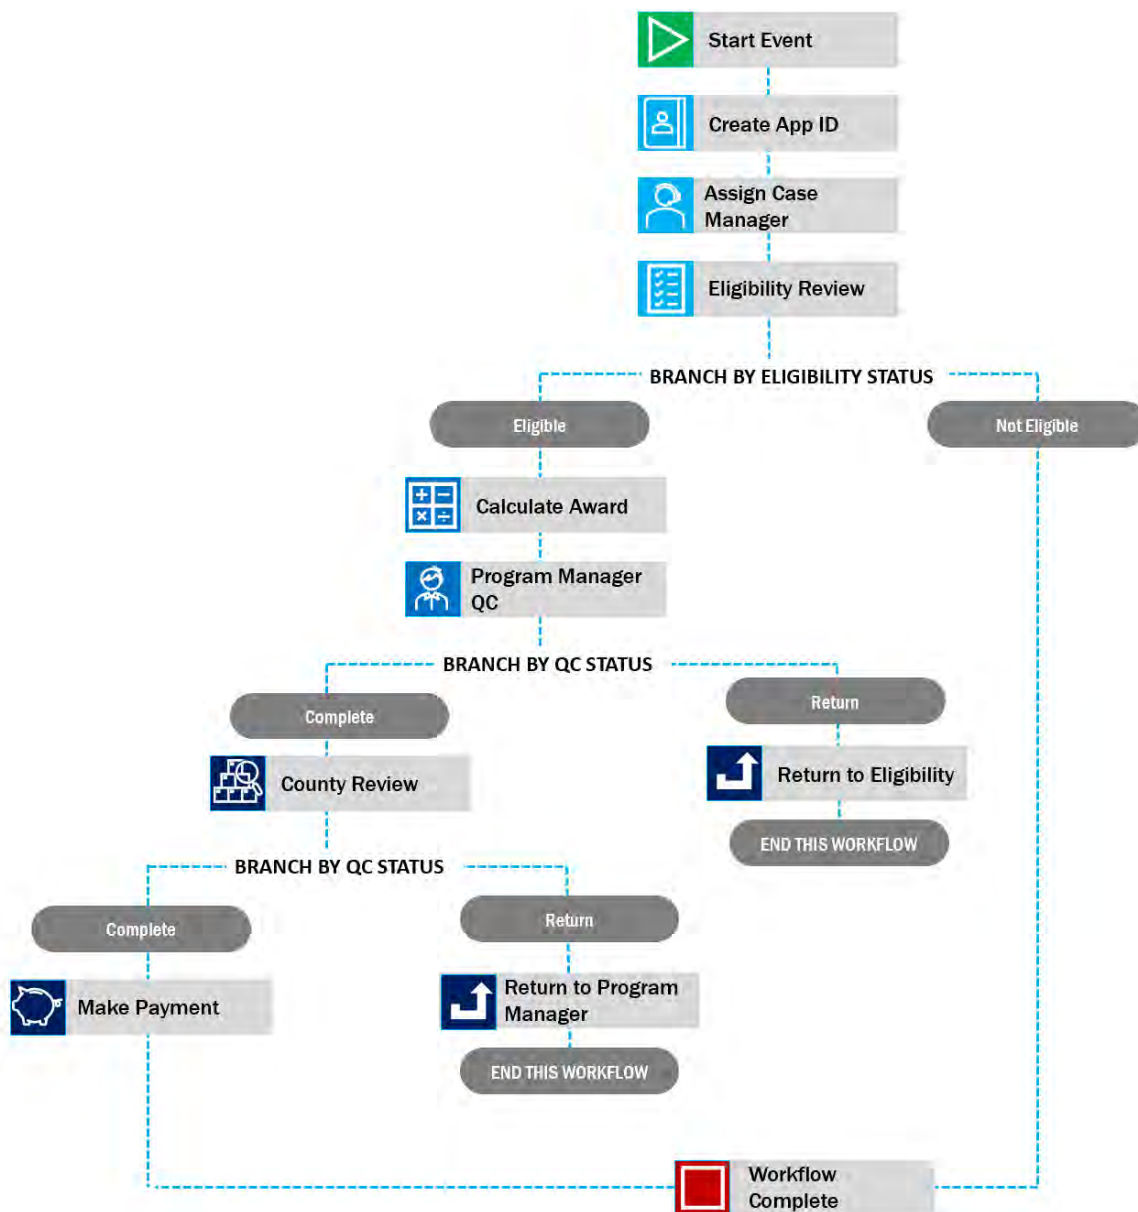 Start Event
Create App ID
Assign Case
Manager
Eligibility Review
BRANCH BY ELIGIBILITY STATUS
Eligible
Not Eligible
Calculate Award
Program Manager
QC
BRANCH BY QC STATUS
Complete
Return
County Review
Return to Eligibility
END THIS WORKFLOW
BRANCH BY QC STATUS
Complete
Return
Make Payment
Return to Program
Manager
END THIS WORKFLOW
Workflow
Complete